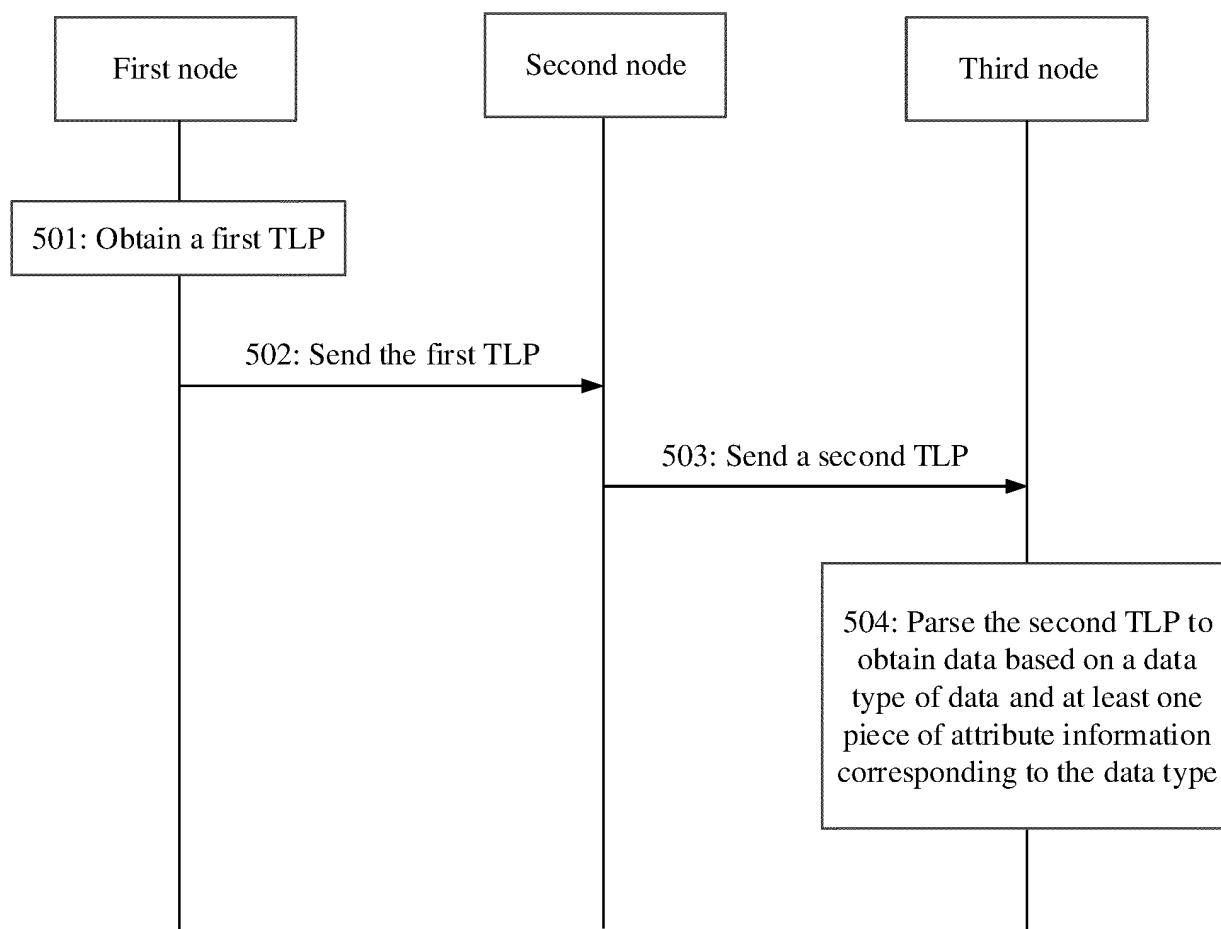 First node
Second node
Third node
501: Obtain a first TLP
502: Send the first TLP
503: Send a second TLP
504: Parse the second TLP to
obtain data based on a data
type of data and at least one
piece of attribute information
corresponding to the data type